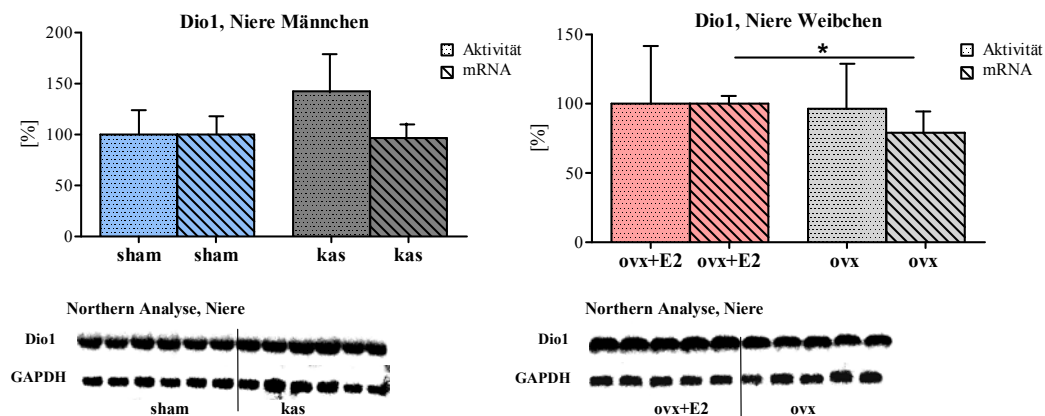 Dio1, Niere Männchen
200
150
100
50
0
[%]
Aktivität
mRNA
sham sham kas kas
Northern Analyse, Niere
Dio1
GAPDH
sham kas
Dio1, Niere Weibchen
150
100
50
0
[%]
*
Aktivität
mRNA
ovx+E2 ovx+E2 ovx ovx
Northern Analyse, Niere
Dio1
GAPDH
ovx+E2 ovx